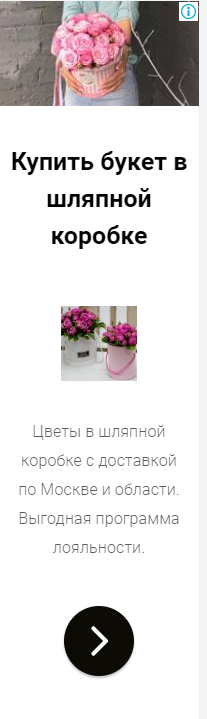 Купить букет в
шляпной
коробке
Цветы в шляпной
коробке с доставкой
по Москве и области.
Выгодная программа
лояльности.